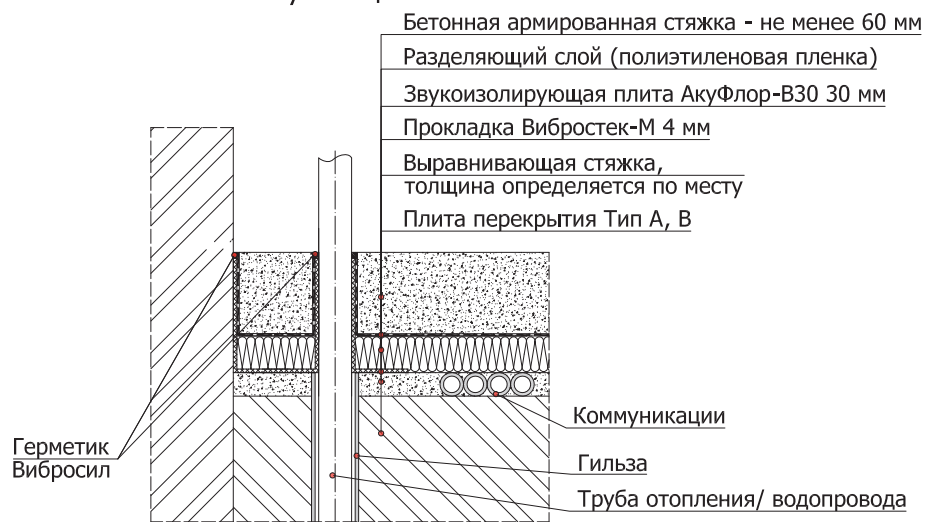 Бетонная армированная стяжка - не менее 60 мм
Разделяющий слой (полиэтиленовая пленка)
Звукоизолирующая плита АкуФлор-В30 30 мм
Прокладка Вибростек-М 4 мм
Выравнивающая стяжка,
толщина определяется по месту
Плита перекрытия Тип А, В
Коммуникации
Герметик
Вибросил
Гильза
Труба отопления/ водопровода